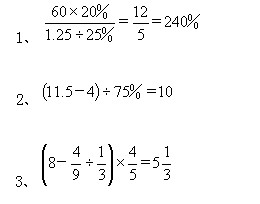 1、 (60×20%)/(1.25÷25%)=12/5=240%
2、 (11.5−4)÷75%=10
3、 (8−4/9÷1/3)×4/5=5 1/3